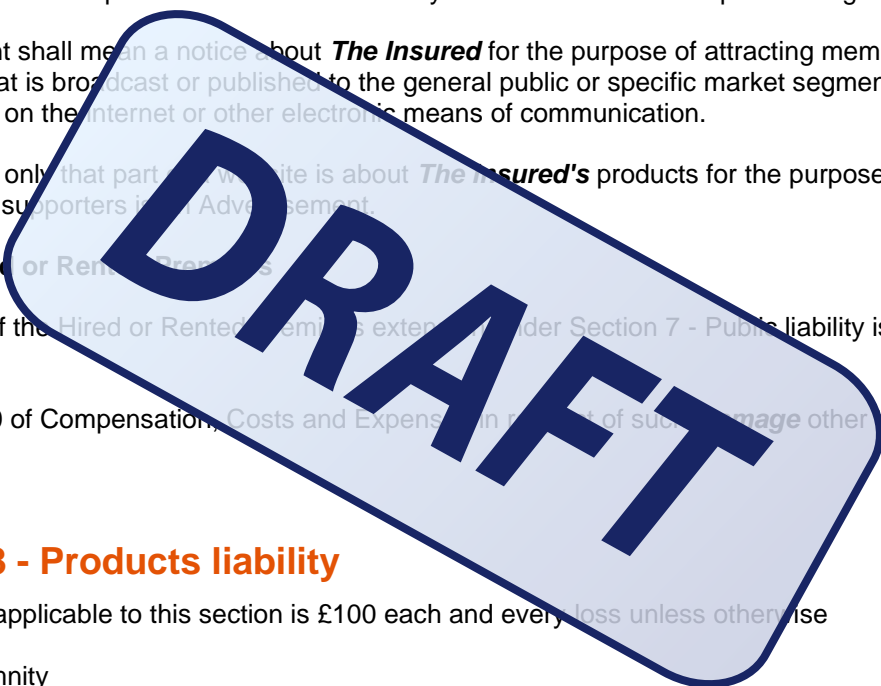 nt shall mean a notice about The Insured for the purpose of attracting mem
at is broadcast or published to the general public or specific market segmen
on the internet or other electronic means of communication.
only that part website is about The Insured's products for the purpose
supporters is Advertisement.
or Rented Premises
f the Hired or Rented Premises extension under Section 7 - Public liability is
0 of Compensation, Costs and Expenses in respect of such Damage other
DRAFT
8 - Products liability
applicable to this section is £100 each and every loss unless otherwise
nnity